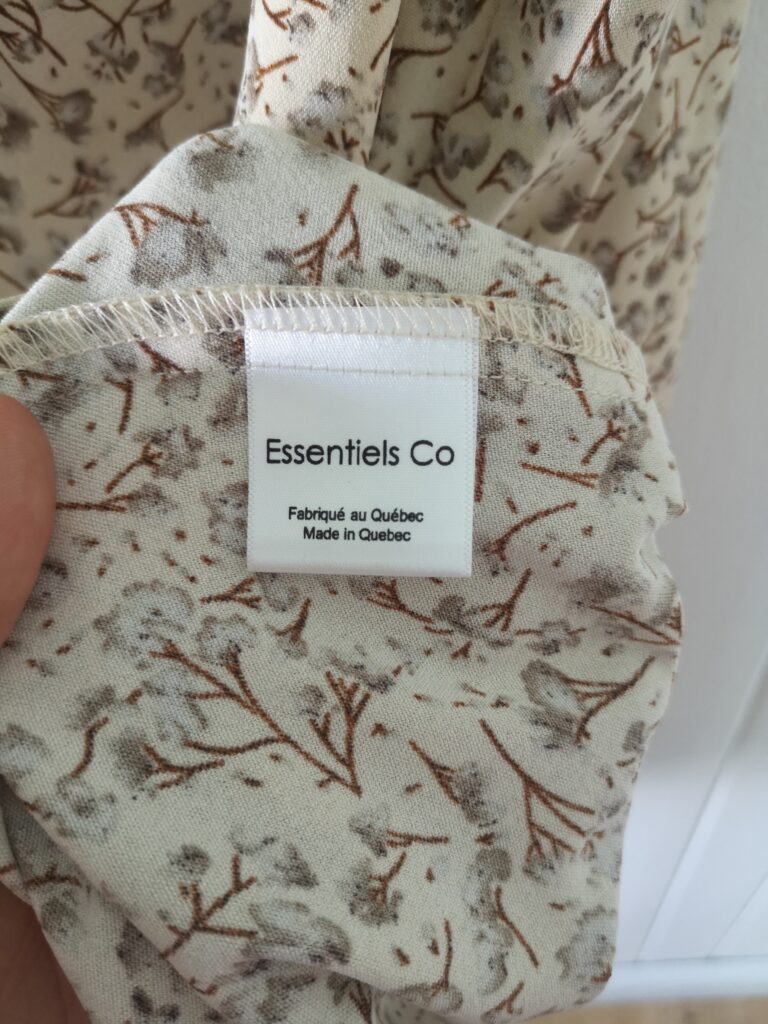 Essentiels Co
Fabriqué au Québec
Made in Quebec